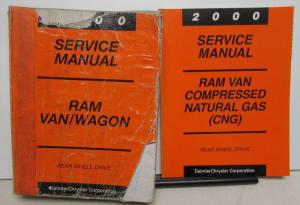 00
SERVICE
MANUAL
RAM
VAN/WAGON
REAR WHEEL DRIVE
DaimlerChrysler Corporation
2000
SERVICE
MANUAL
RAM VAN
COMPRESSED
NATURAL GAS
(CNG)
REAR WHEEL DRIVE
DaimlerChrysler Corporation